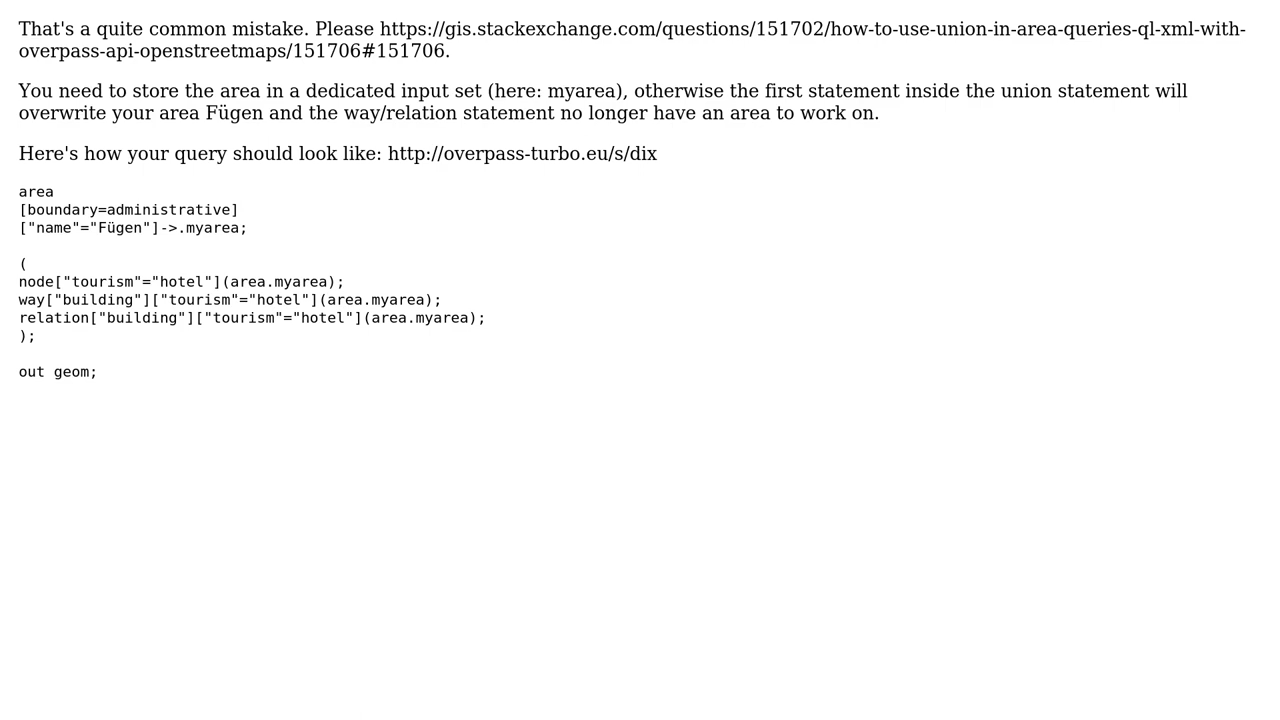 That's a quite common mistake. Please https://gis.stackexchange.com/questions/151702/how-to-use-union-in-area-queries-ql-xml-with-
overpass-api-openstreetmaps/151706#151706.
You need to store the area in a dedicated input set (here: myarea), otherwise the first statement inside the union statement will
overwrite your area Fügen and the way/relation statement no longer have an area to work on.
Here's how your query should look like: http://overpass-turbo.eu/s/dix
area
[boundary=administrative]
["name"="Fügen"]->.myarea;
(
node["tourism"="hotel"](area.myarea);
way["building"]["tourism"="hotel"](area.myarea);
relation["building"]["tourism"="hotel"](area.myarea);
);
out geom;